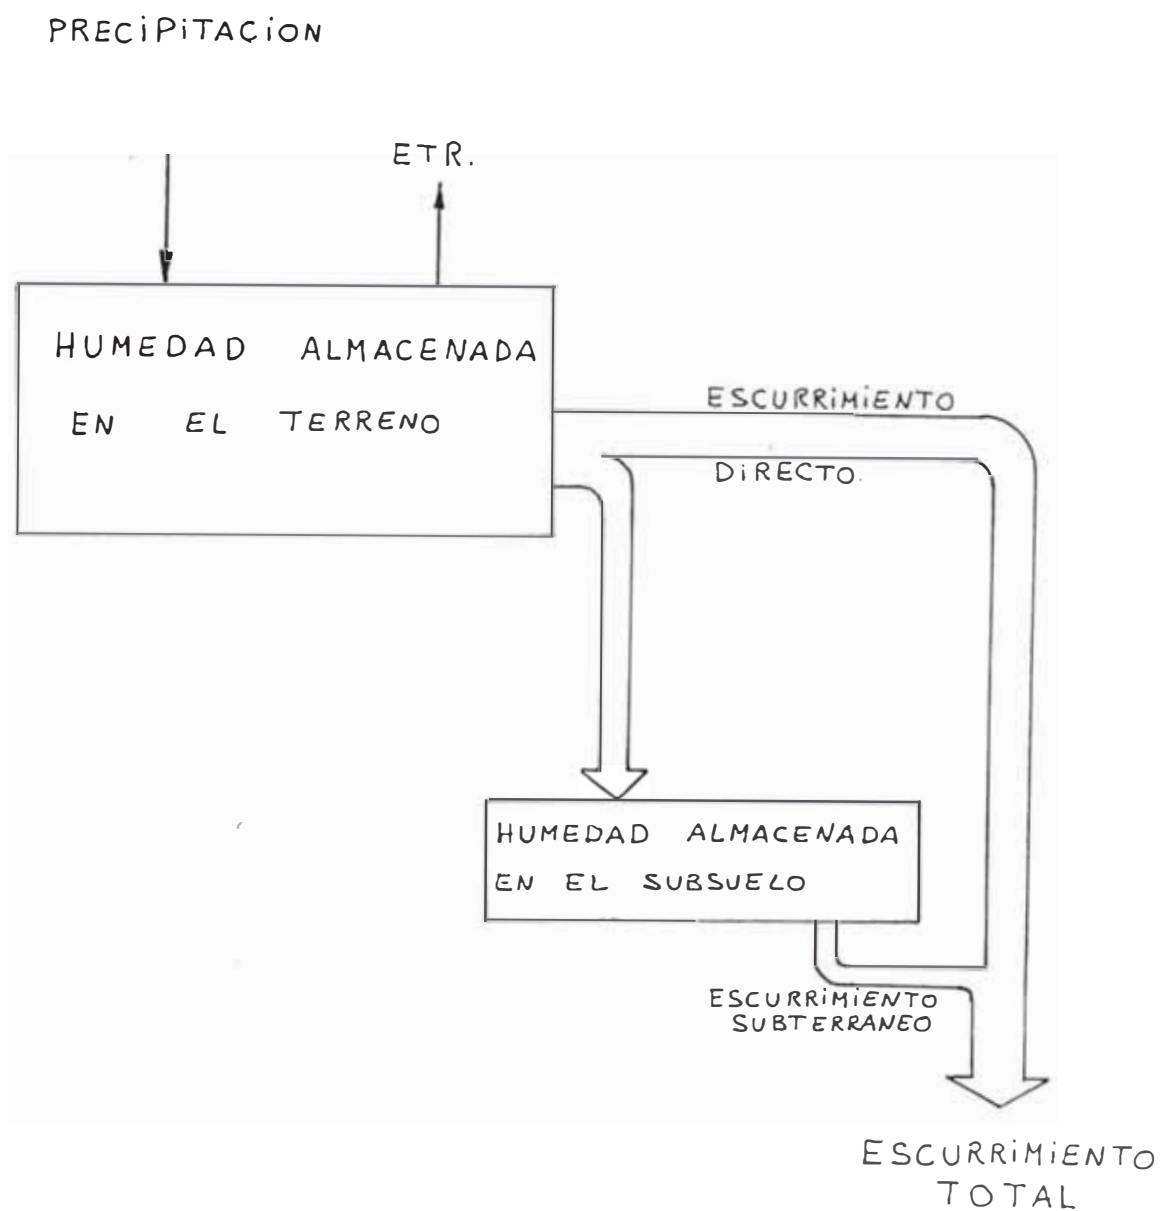 PRECiPiTACiON
ETR.
HUMEDAD ALMACENADA
EN EL TERRENO
ESCURRiMiENTO
DiRECTO.
HUMEDAD ALMACENADA
EN EL SUBSUELO
ESCURRiMiENTO
SUBTERRANEO
ESCURRiMiENTO
TOTAL